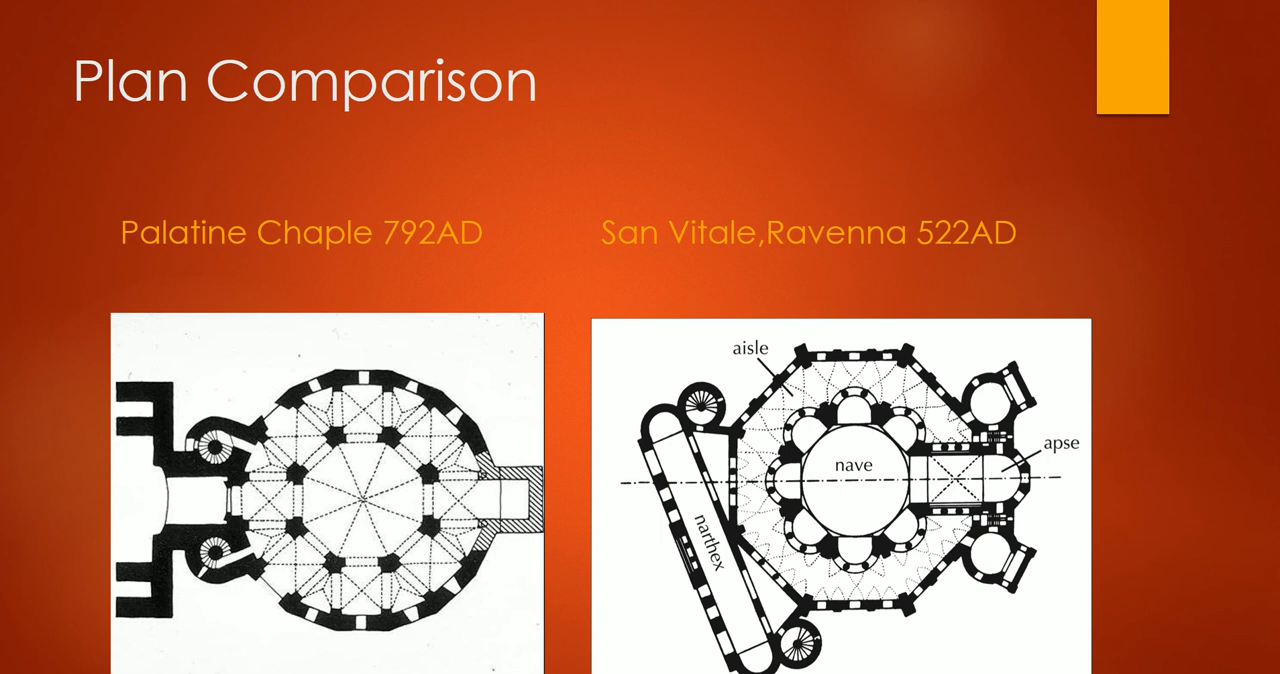 Plan Comparison
Palatine Chaple 792AD
San Vitale,Ravenna 522AD
aisle
apse
nave
narthex